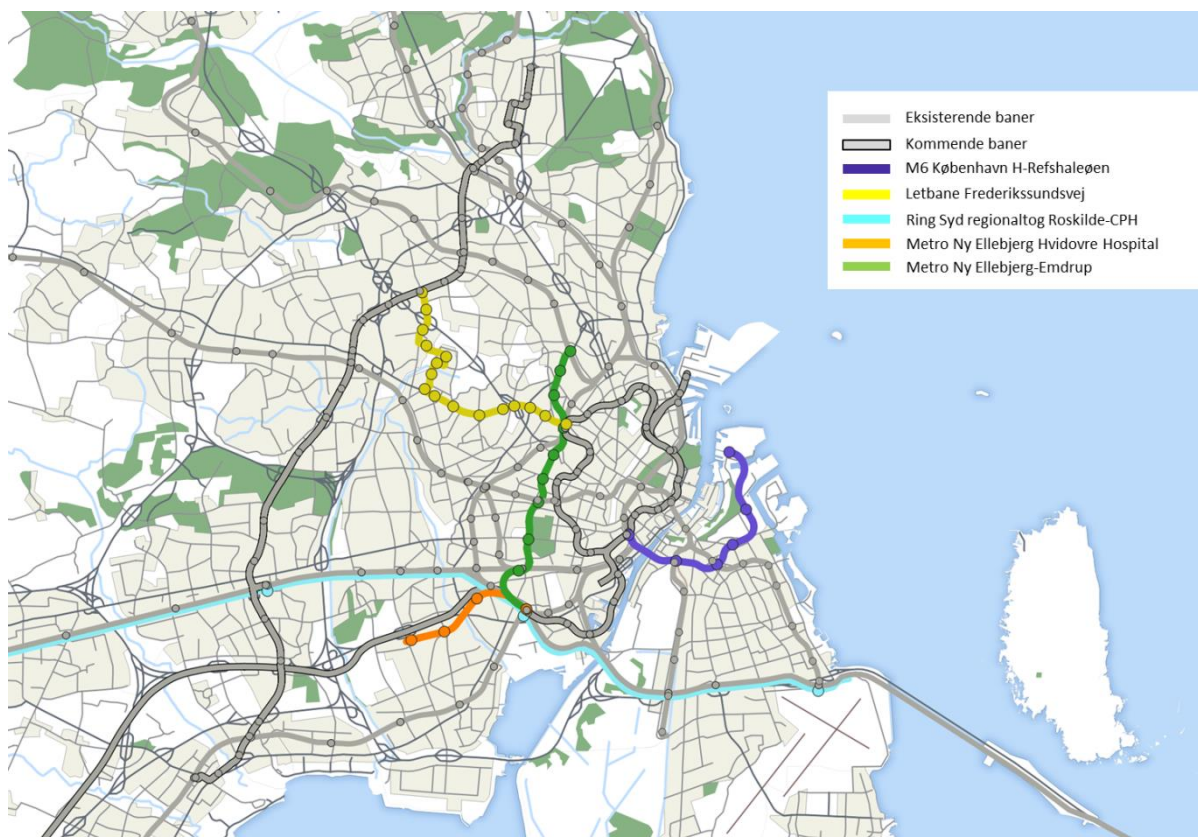 Eksisterende baner
Kommende baner
M6 København H-Refshaleøen
Letbane Frederikssundsvej
Ring Syd regionaltog Roskilde-CPH
Metro Ny Ellebjerg Hvidovre Hospital
Metro Ny Ellebjerg-Emdrup